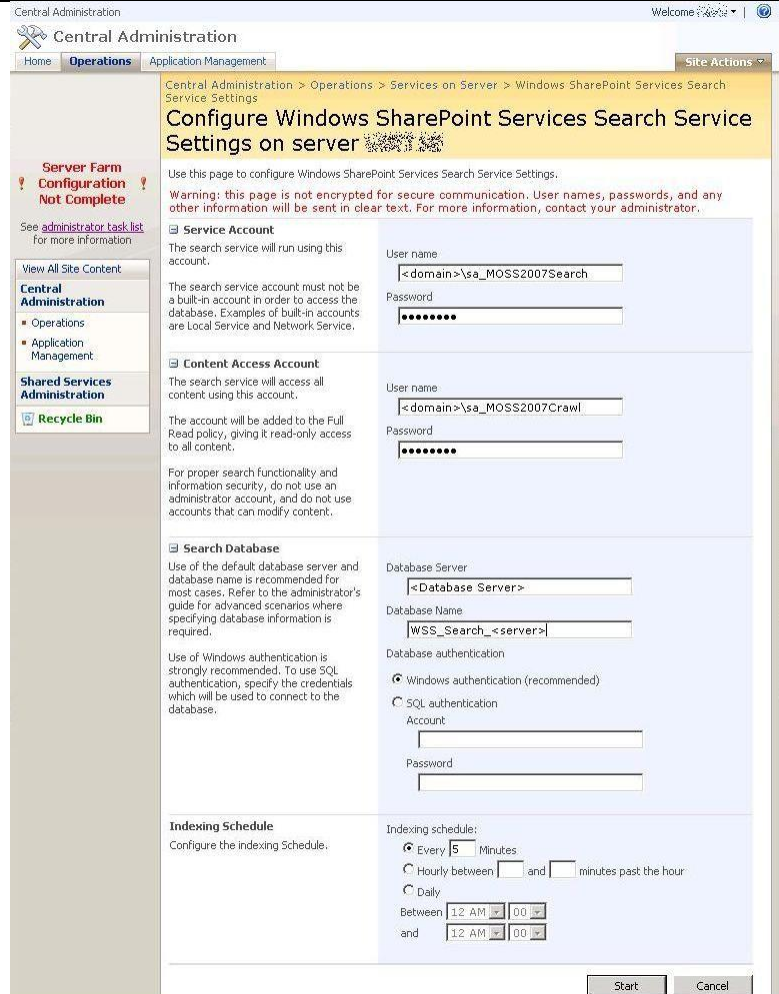 Central Administration
Welcome
Central Administration
Home Operations Application Management
Site Actions
Central Administration > Operations > Services on Server > Windows SharePoint Services Search
Service Settings
Configure Windows SharePoint Services Search Service
Settings on server
Server Farm
Configuration
Not Complete
See administrator task list
for more information
View All Site Content
Central
Administration
Operations
Application
Management
Shared Services
Administration
Recycle Bin
Use this page to configure Windows SharePoint Services Search Service Settings.
Warning: this page is not encrypted for secure communication. User names, passwords, and any
other information will be sent in clear text. For more information, contact your administrator.
Service Account
The search service will run using this
account.
The search service account must not be
a built-in account in order to access the
database. Examples of built-in accounts
are Local Service and Network Service.
User name
<domain>\sa_MOSS2007Search
Password
••••••••
Content Access Account
The search service will access all
content using this account.
The account will be added to the Full
Read policy, giving it read-only access
to all content.
For proper search functionality and
information security, do not use an
administrator account, and do not use
accounts that can modify content.
User name
<domain>\sa_MOSS2007Crawl
Password
••••••••
Search Database
Use of the default database server and
database name is recommended for
most cases. Refer to the administrator's
guide for advanced scenarios where
specifying database information is
required.
Use of Windows authentication is
strongly recommended. To use SQL
authentication, specify the credentials
which will be used to connect to the
database.
Database Server
<Database Server>
Database Name
WSS_Search_<server>
Database authentication
Windows authentication (recommended)
SQL authentication
Account
Password
Indexing Schedule
Configure the indexing Schedule.
Indexing schedule:
Every 5 Minutes
Hourly between and minutes past the hour
Daily
Between 12 AM 00
and 12 AM 00
Start Cancel